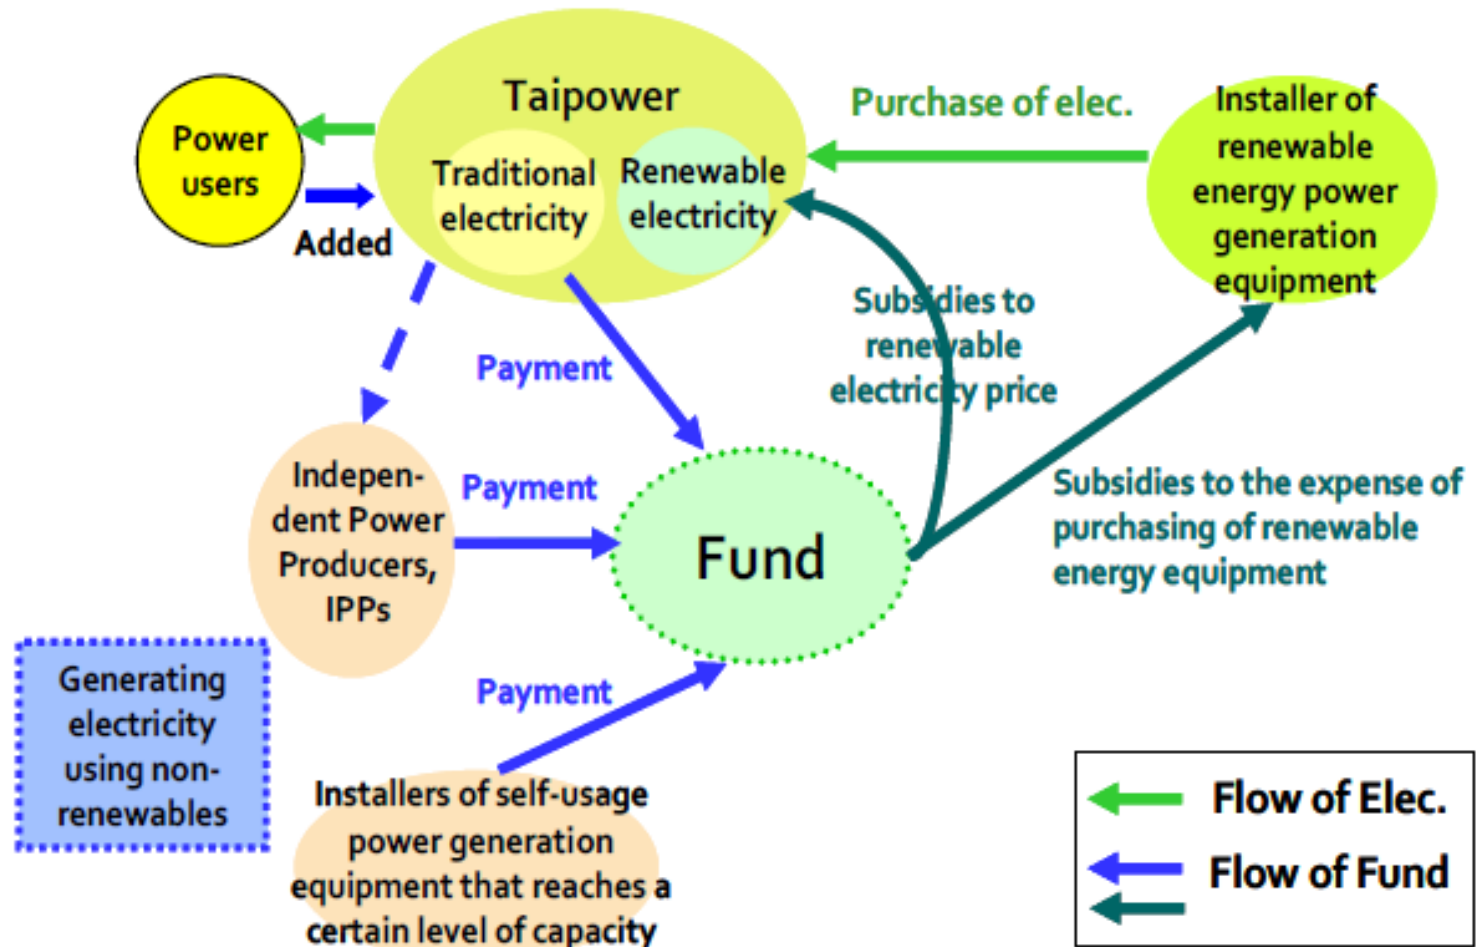 Taipower
Power
users
Added
Traditional
electricity
Renewable
electricity
Purchase of elec.
Installer of
renewable
energy power
generation
equipment
Payment
Subsidies to
renewable
electricity price
Indepen-
dent Power
Producers,
IPPs
Payment
Fund
Subsidies to the expense of
purchasing of renewable
energy equipment
Generating
electricity
using non-
renewables
Payment
Installers of self-usage
power generation
equipment that reaches a
certain level of capacity
Flow of Elec.
Flow of Fund